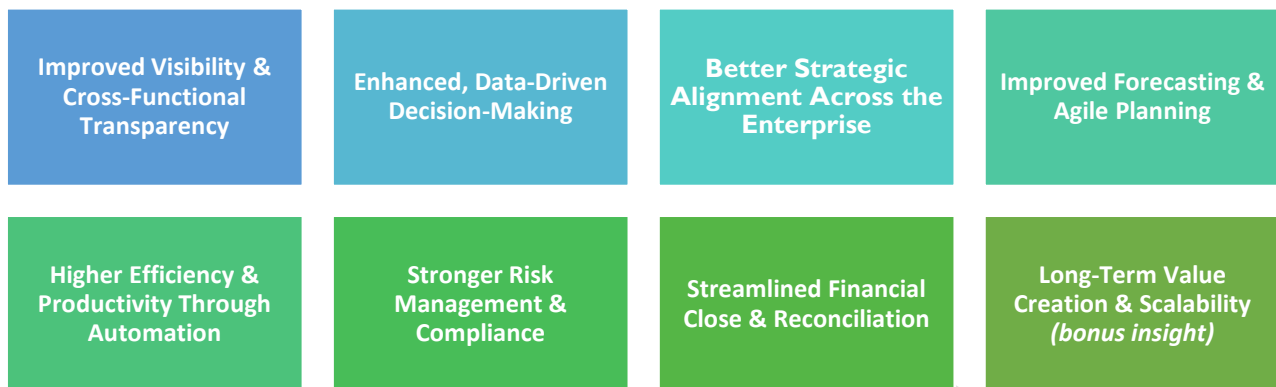 Improved Visibility &
Cross-Functional
Transparency
Enhanced, Data-Driven
Decision-Making
Better Strategic
Alignment Across the
Enterprise
Improved Forecasting &
Agile Planning
Higher Efficiency &
Productivity Through
Automation
Stronger Risk
Management &
Compliance
Streamlined Financial
Close & Reconciliation
Long-Term Value
Creation & Scalability
(bonus insight)